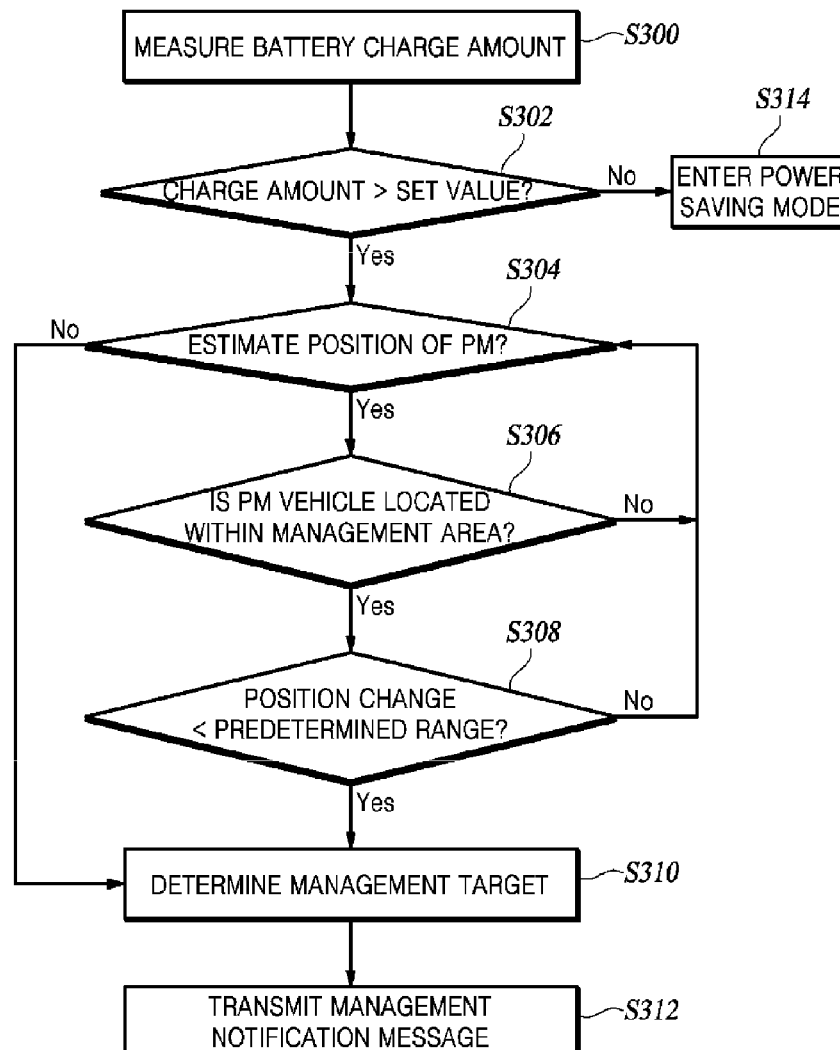 MEASURE BATTERY CHARGE AMOUNT
S300
S302
S314
CHARGE AMOUNT > SET VALUE?
No
ENTER POWER
SAVING MODE
Yes
S304
No
ESTIMATE POSITION OF PM?
Yes
S306
IS PM VEHICLE LOCATED
WITHIN MANAGEMENT AREA?
No
Yes
S308
POSITION CHANGE
< PREDETERMINED RANGE?
No
Yes
DETERMINE MANAGEMENT TARGET
S310
TRANSMIT MANAGEMENT
NOTIFICATION MESSAGE
S312